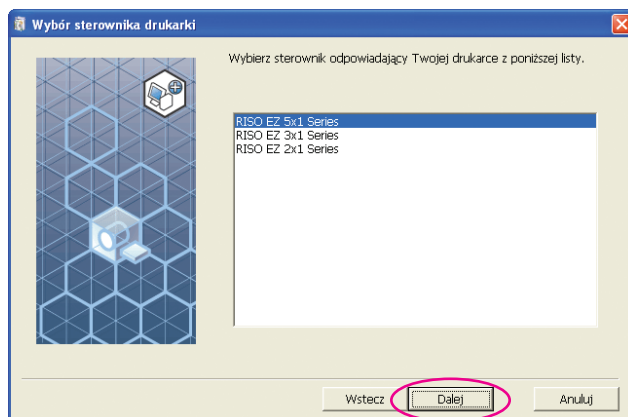 Wybór sterownika drukarki
Wybierz sterownik odpowiadający Twojej drukarce z poniższej listy.
RISO EZ 5x1 Series
RISO EZ 3x1 Series
RISO EZ 2x1 Series
Wstecz Dalej Anuluj